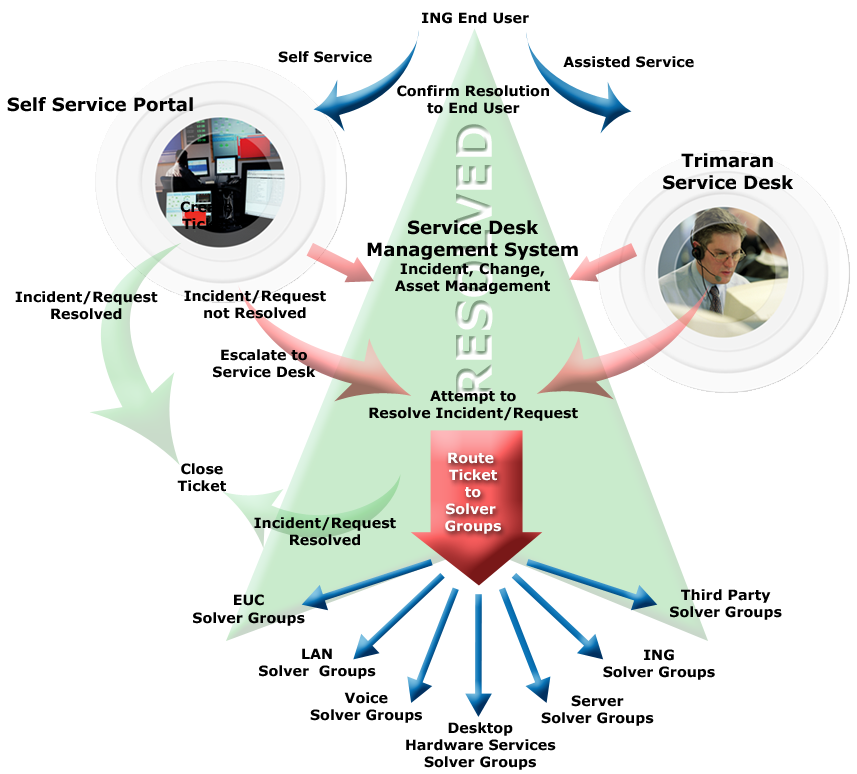 ING End User
Self Service
Assisted Service
Confirm Resolution
to End User
Self Service Portal
RESOLVED
Trimaran
Service Desk
Service Desk
Management System
Incident, Change,
Asset Management
Incident/Request
Resolved
Incident/Request
not Resolved
Escalate to
Service Desk
Attempt to
Resolve Incident/Request
Route
Ticket
to
Solver
Groups
Close
Ticket
Incident/Request
Resolved
EUC
Solver Groups
Third Party
Solver Groups
LAN
Solver  Groups
ING
Solver Groups
Voice
Solver Groups
Server
Solver Groups
Desktop
Hardware Services
Solver Groups